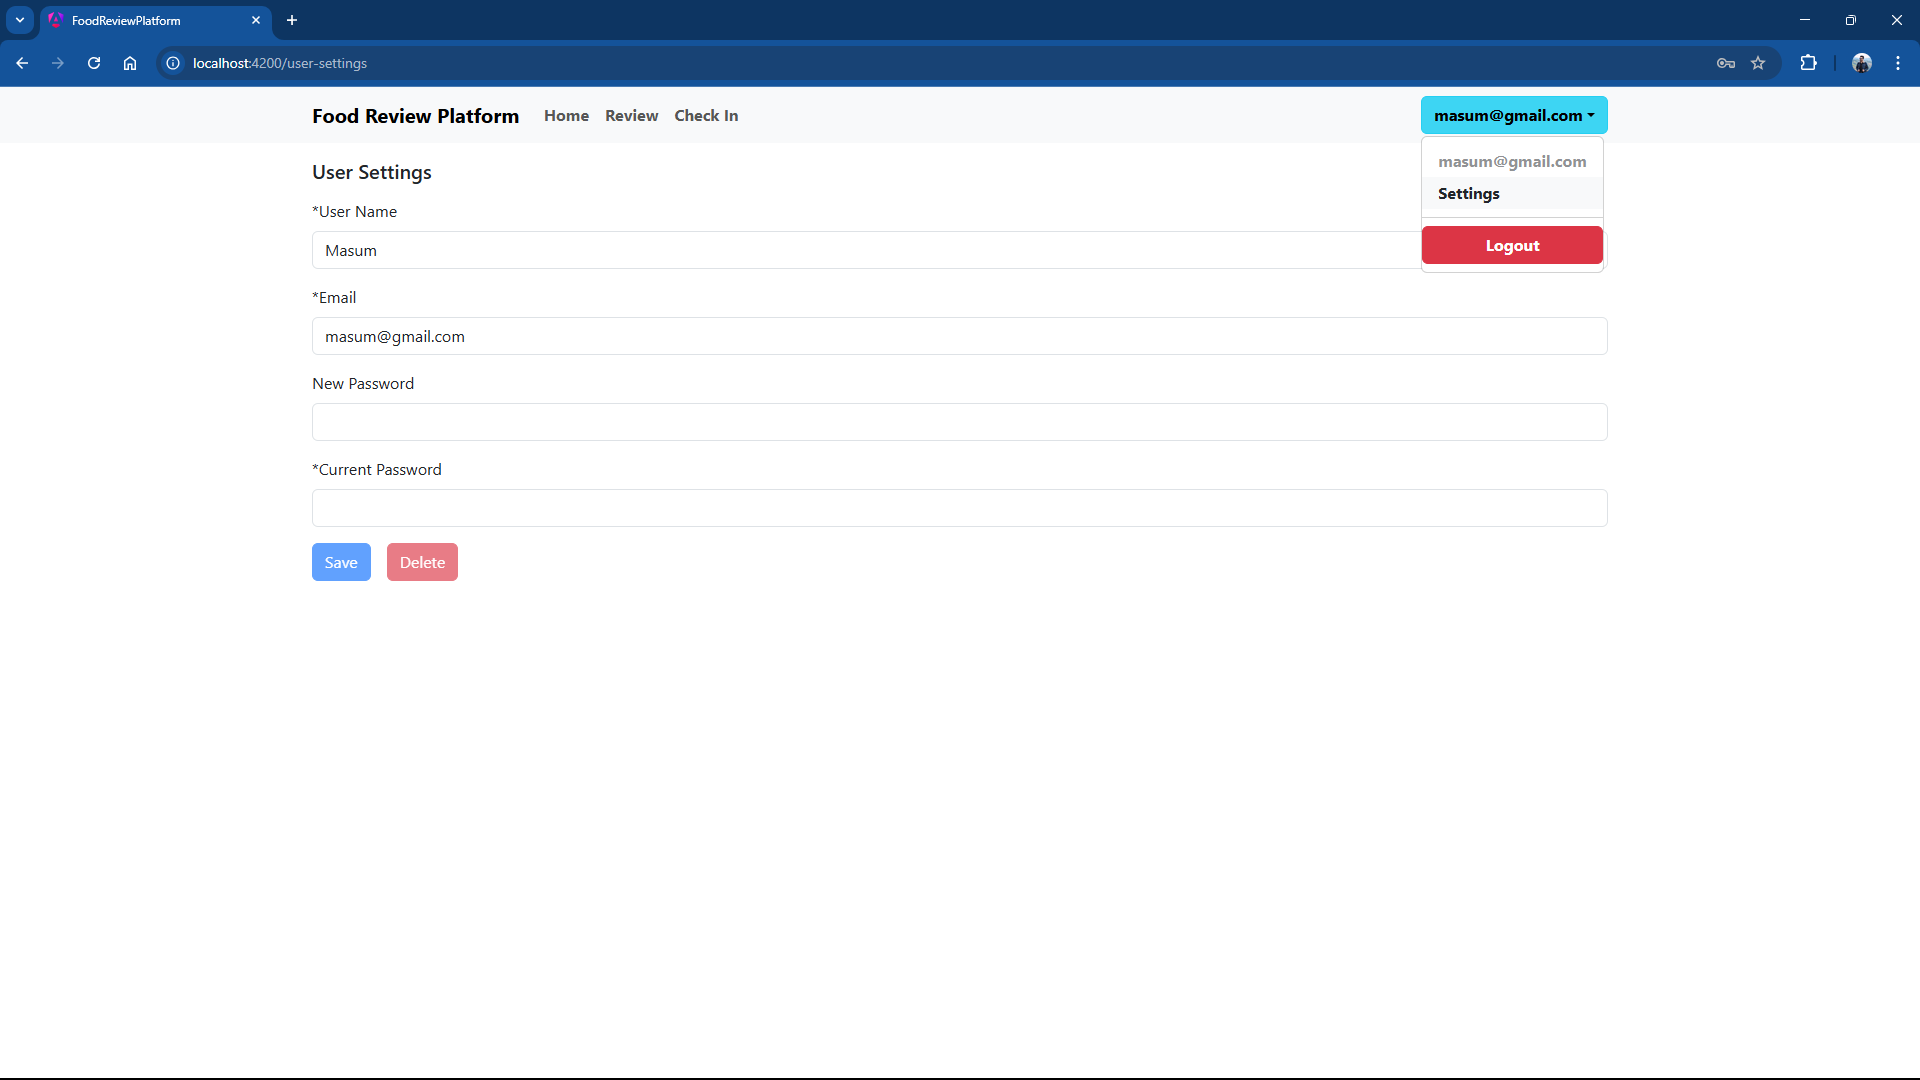 FoodReviewPlatform
localhost:4200/user-settings
Food Review Platform Home Review Check In masum@gmail.com
masum@gmail.com
Settings
Logout
User Settings
*User Name
Masum
*Email
masum@gmail.com
New Password
*Current Password
Save Delete